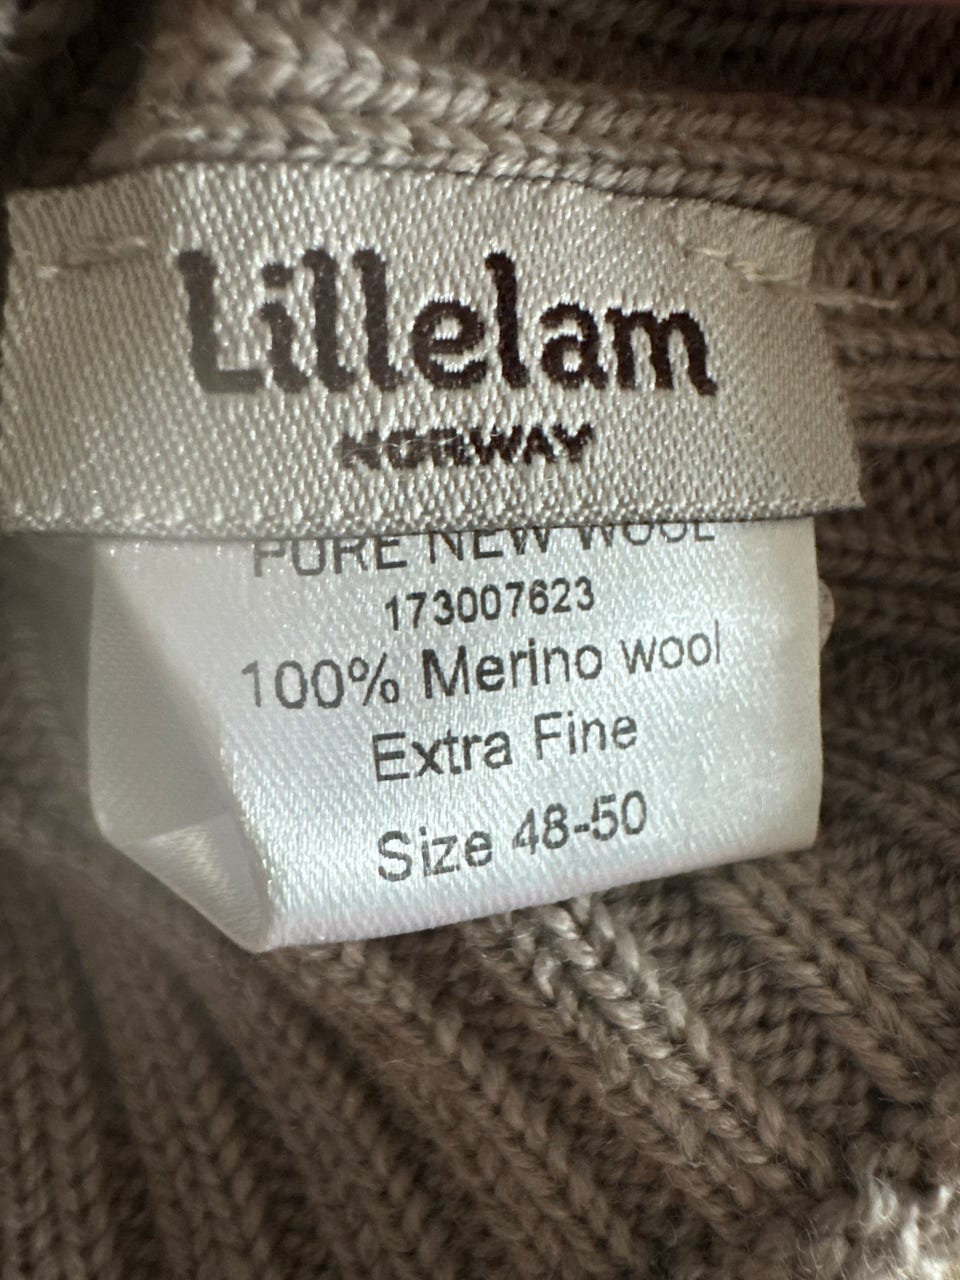 Lillelam
NORWAY
PURE NEW WOOL
173007623
100% Merino wool
Extra Fine
Size 48-50